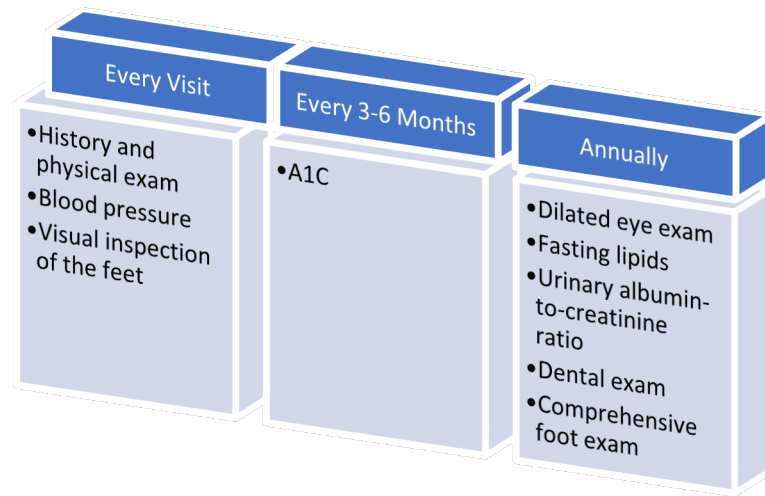 Every Visit
•History and
physical exam
•Blood pressure
•Visual inspection
of the feet
Every 3-6 Months
•A1C
Annually
•Dilated eye exam
•Fasting lipids
•Urinary albumin-
to-creatinine
ratio
•Dental exam
•Comprehensive
foot exam